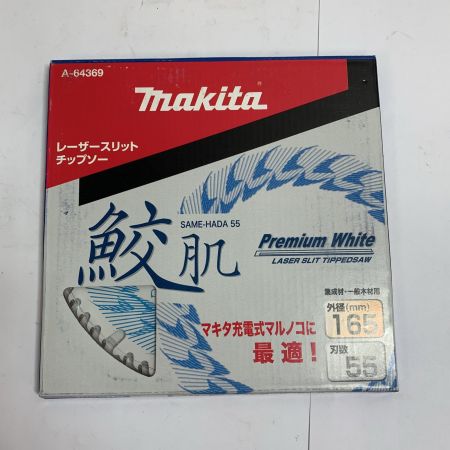 A-64369
makita
レーザースリット
チップソー
SAME-HADA 55
鮫肌
Premium White
LASER SLIT TIPPEDSAW
集成材・一般木材用
外径(mm)
165
マキタ充電式マルノコに
最適!
刃数
55